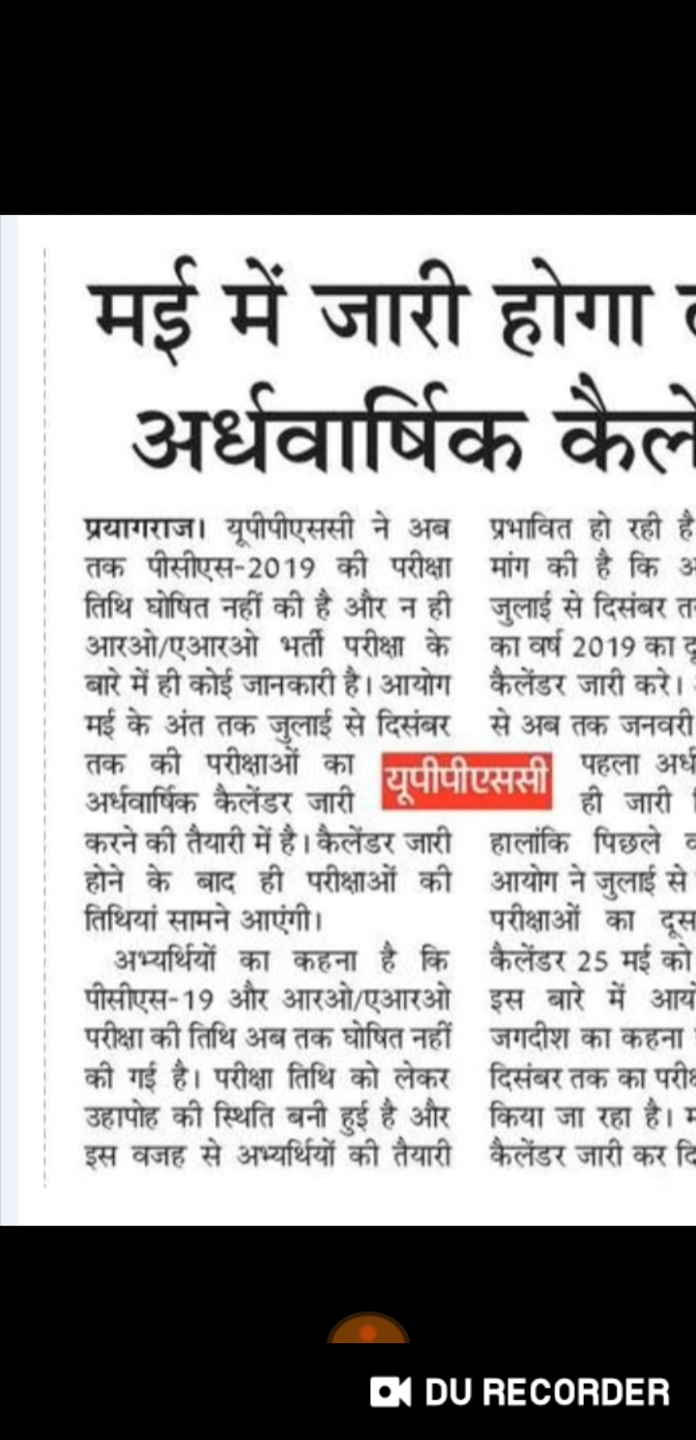 मई में जारी होगा
अर्धवार्षिक
प्रयागराज। यूपीपीएससी ने अब
तक पीसीएस-2019 की परीक्षा
तिथि घोषित नहीं की है और न ही
आरओ/एआरओ भर्ती परीक्षा के
बारे में ही कोई जानकारी है। आयोग
मई के अंत तक जुलाई से दिसंबर
तक की परीक्षाओं का
अर्धवार्षिक कैलेंडर जारी
करने की तैयारी में है। कैलेंडर जारी
होने के बाद ही परीक्षाओं की
तिथियां सामने आएंगी।
अभ्यर्थियों का कहना है कि
पीसीएस-19 और आरओ/एआरओ
परीक्षा की तिथि अब तक घोषित नहीं
की गई है। परीक्षा तिथि को लेकर
उहापोह की स्थिति बनी हुई है और
इस वजह से अभ्यर्थियों की तैयारी
यूपीपीएससी
प्रभावित हो रही है
मांग की है कि
जुलाई से दिसंबर
का वर्ष 2019 का
कैलेंडर जारी करे।
से अब तक जनवरी
पहला
ही जारी
हालांकि पिछले
आयोग ने जुलाई से
परीक्षाओं का
कैलेंडर 25 मई को
इस बारे में
जगदीश का कहना
दिसंबर तक का
किया जा रहा है।
कैलेंडर जारी कर
DU RECORDER